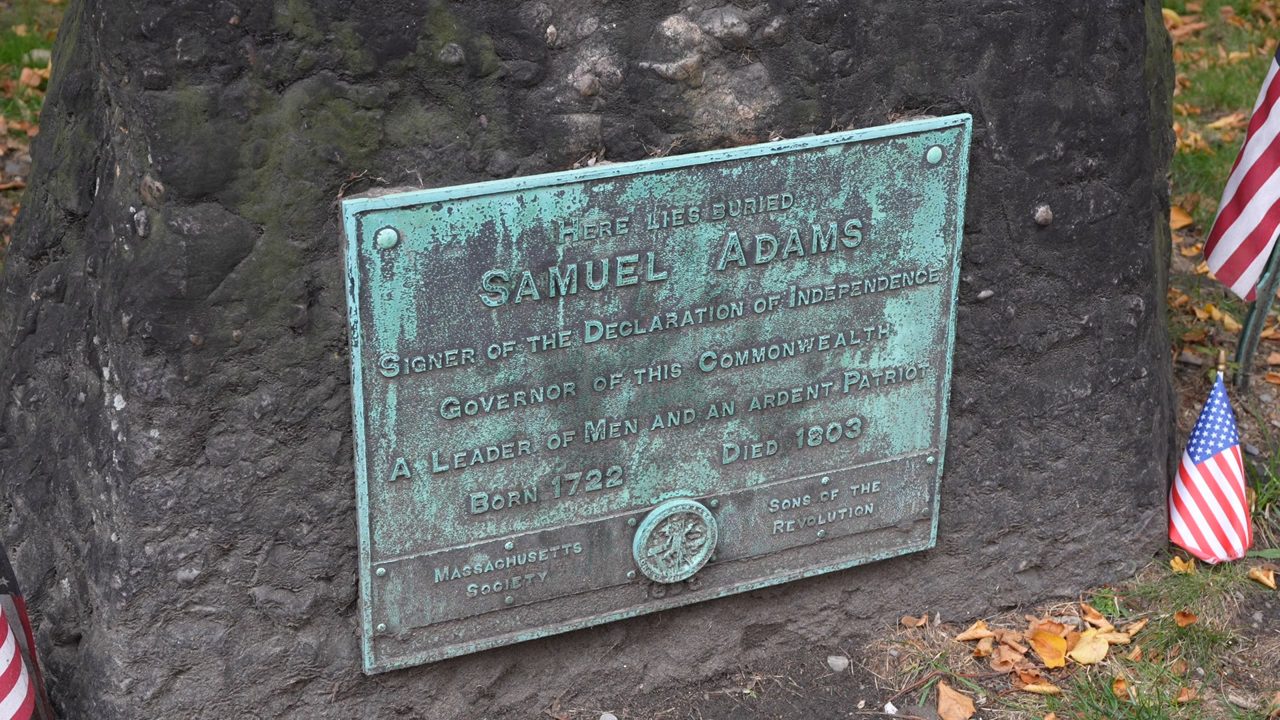 HERE LIES BURIED
SAMUEL ADAMS
SIGNER OF THE DECLARATION OF INDEPENDENCE
GOVERNOR OF THIS COMMONWEALTH
A LEADER OF MEN AND AN ARDENT PATRIOT
BORN 1722 DIED 1803
MASSACHUSETTS SOCIETY
SONS OF THE REVOLUTION